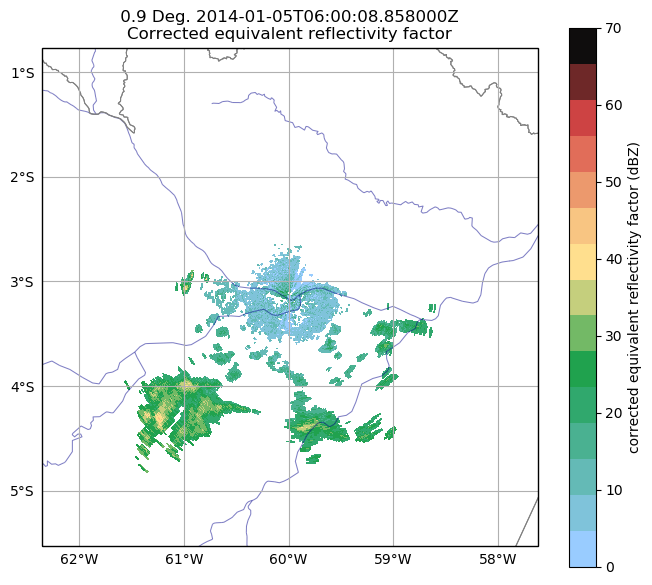 0.9 Deg. 2014-01-05T06:00:08.858000Z
Corrected equivalent reflectivity factor
1°S
2°S
3°S
4°S
5°S
62°W
61°W
60°W
59°W
58°W
70
60
50
40
30
20
10
0
corrected equivalent reflectivity factor (dBZ)